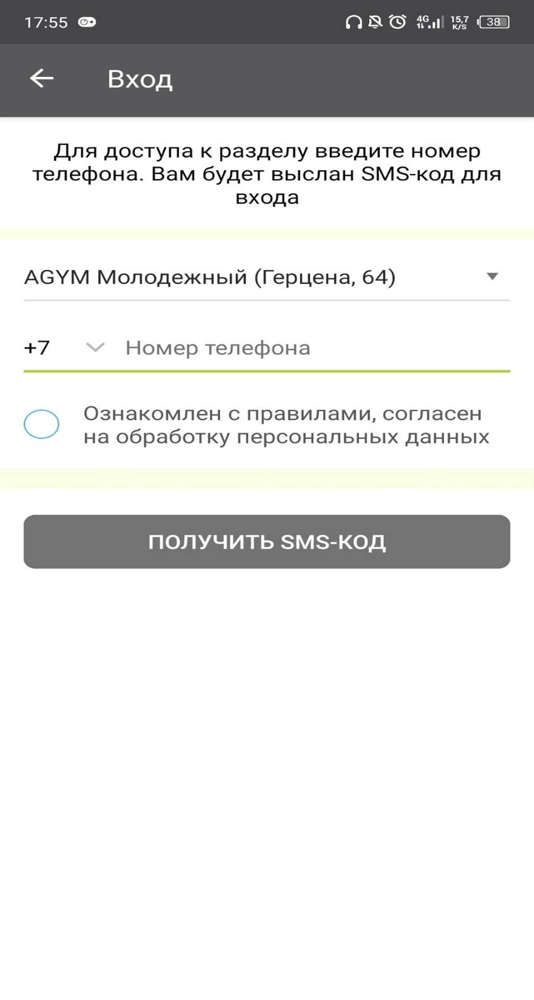 17:55
4G 15,7 K/S 38
Вход
Для доступа к разделу введите номер
телефона. Вам будет выслан SMS-код для
входа
AGYM Молодежный (Герцена, 64)
+7 Номер телефона
Ознакомлен с правилами, согласен
на обработку персональных данных
ПОЛУЧИТЬ SMS-КОД